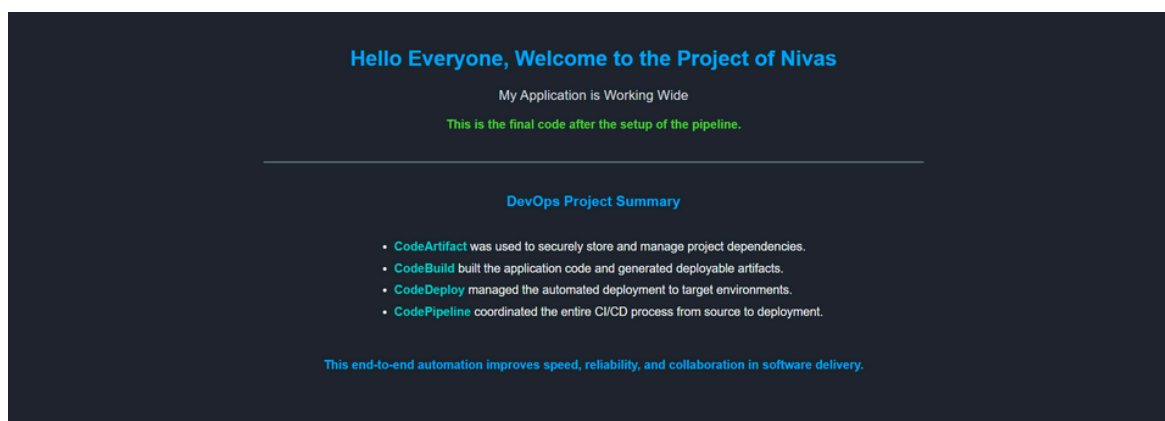 Hello Everyone, Welcome to the Project of Nivas
My Application is Working Wide
This is the final code after the setup of the pipeline.
DevOps Project Summary
• CodeArtifact was used to securely store and manage project dependencies.
• CodeBuild built the application code and generated deployable artifacts.
• CodeDeploy managed the automated deployment to target environments.
• CodePipeline coordinated the entire CI/CD process from source to deployment.
This end-to-end automation improves speed, reliability, and collaboration in software delivery.